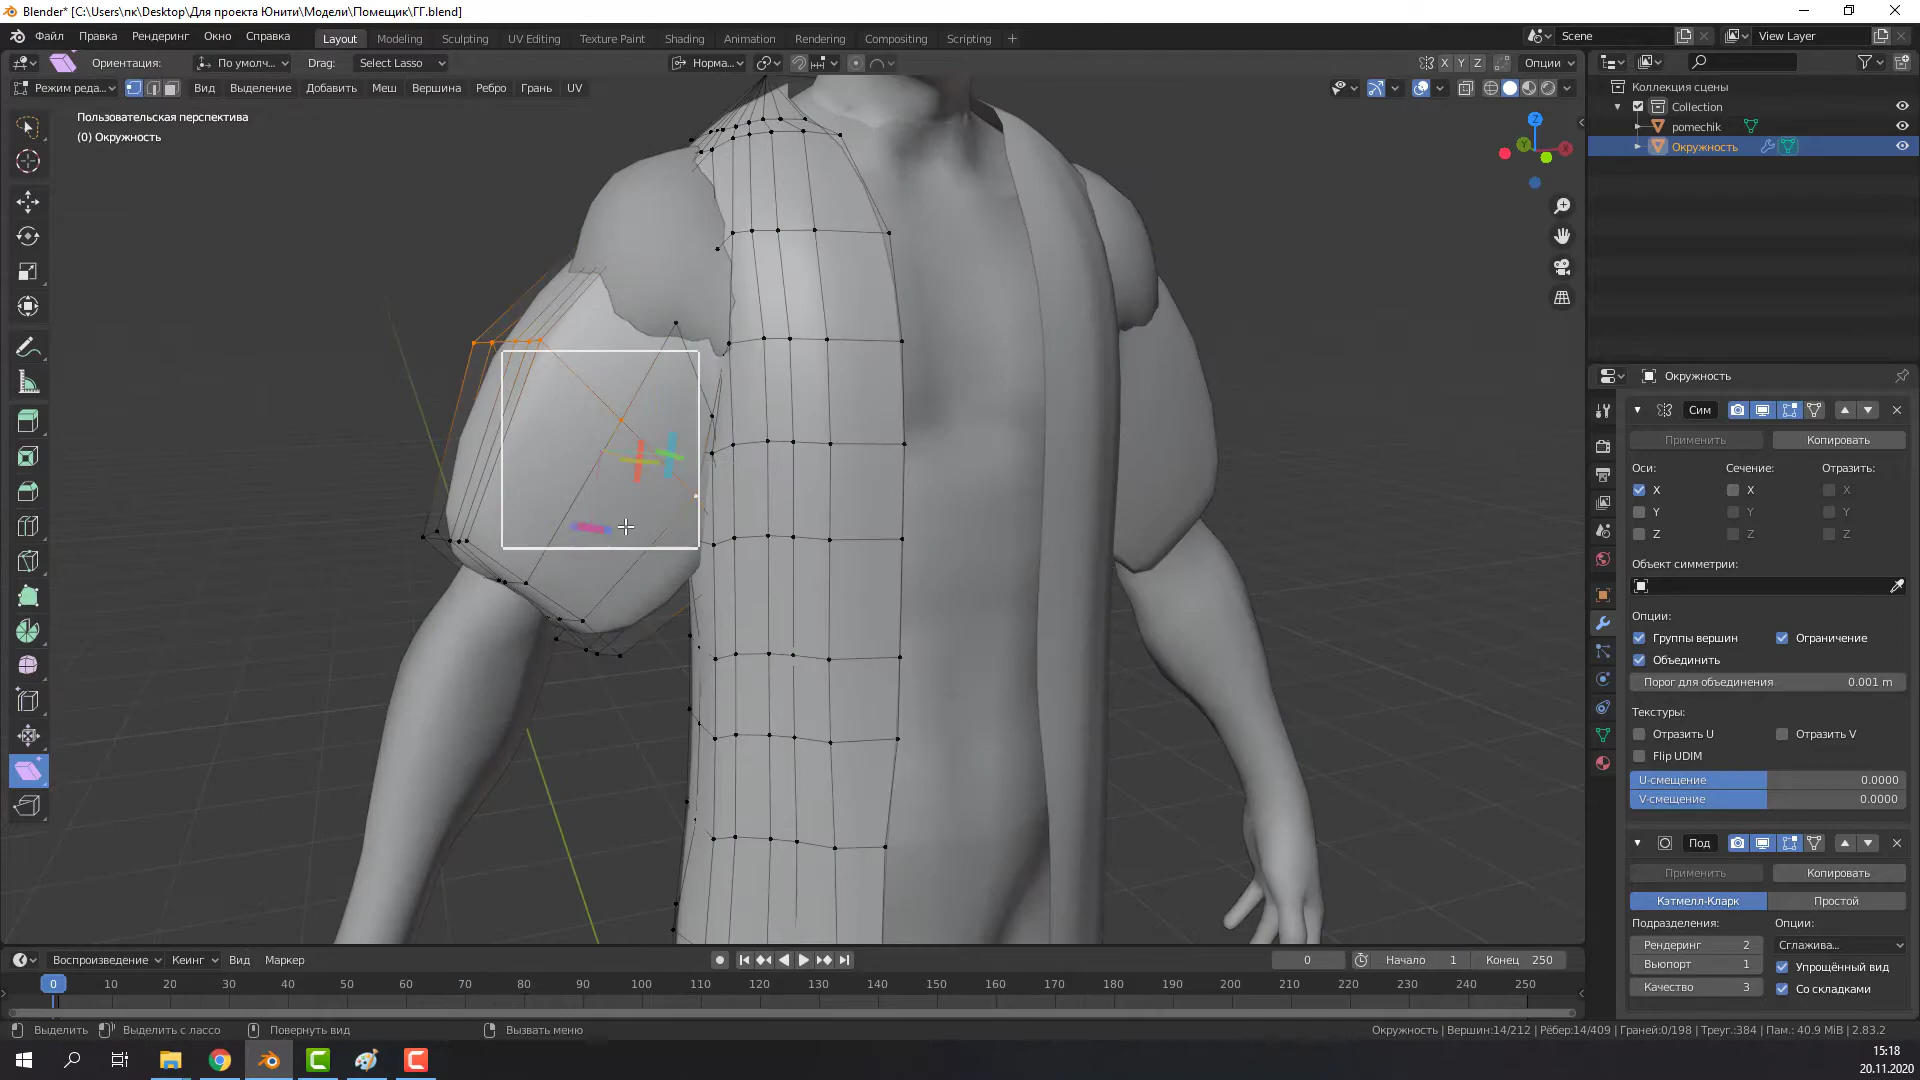 Blender* [C:\Users\пк\Desktop\Для проекта Юнити\Модели\Помещик\ГГ.blend]
Файл Правка Рендеринг Окно Справка Layout Modeling Sculpting UV Editing Texture Paint Shading Animation Rendering Compositing Scripting + Scene View Layer
Ориентация: По умолч... Drag: Select Lasso Норма... X Y Z Опции
Режим реда... Вид Выделение Добавить Меш Вершина Ребро Грань UV
Пользовательская перспектива
(0) Окружность
Z
Y
X
Коллекция сцены
Collection
pomechik
Окружность
Окружность
Сим
Применить Копировать
Оси: Сечение: Отразить:
X X X
Y Y Y
Z Z Z
Объект симметрии:
Опции:
Группы вершин Ограничение
Объединить
Порог для объединения 0.001 m
Текстуры:
Отразить U Отразить V
Flip UDIM
U-смещение 0.0000
V-смещение 0.0000
Под
Применить Копировать
Кэтмелл-Кларк Простой
Подразделения: Опции:
Рендеринг 2 Сглажива...
Вьюпорт 1 Упрощённый вид
Качество 3 Со складками
Воспроизведение Кеинг Вид Маркер 0 Начало 1 Конец 250
0 10 20 30 40 50 60 70 80 90 100 110 120 130 140 150 160 170 180 190 200 210 220 230 240 250
Выделить Выделить с лассо Повернуть вид Вызвать меню Окружность | Вершин:14/212 | Рёбер:14/409 | Граней:0/198 | Треуг.:384 | Пам.: 40.9 MiB | 2.83.2
15:18
20.11.2020